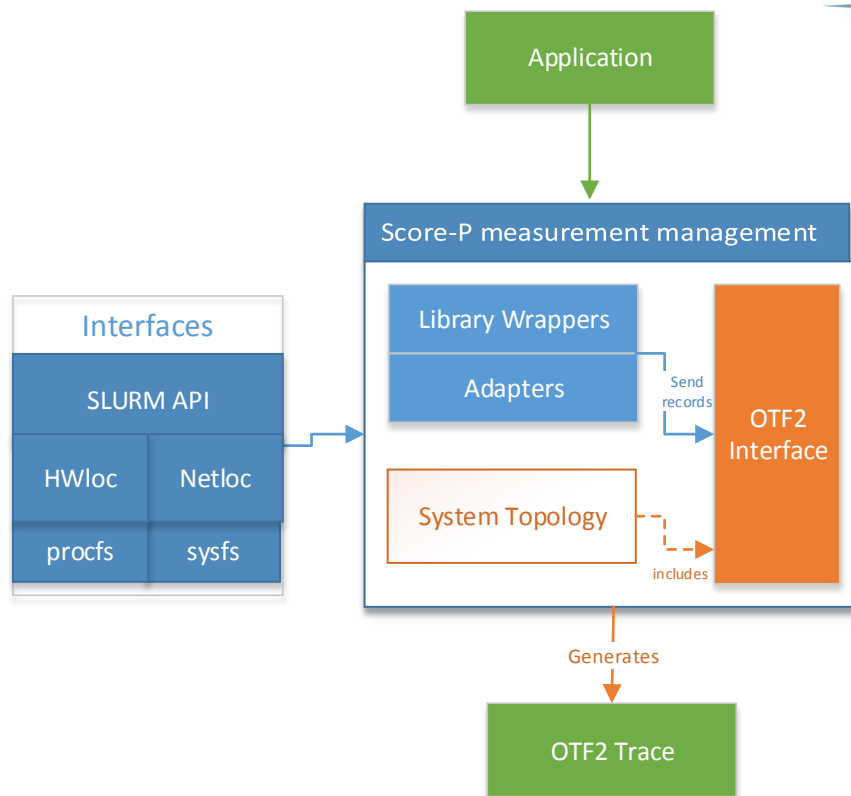 Application
Score-P measurement management
Interfaces
SLURM API
HWloc
Netloc
procfs
sysfs
Library Wrappers
Adapters
Send
records
OTF2
Interface
System Topology
includes
Generates
OTF2 Trace